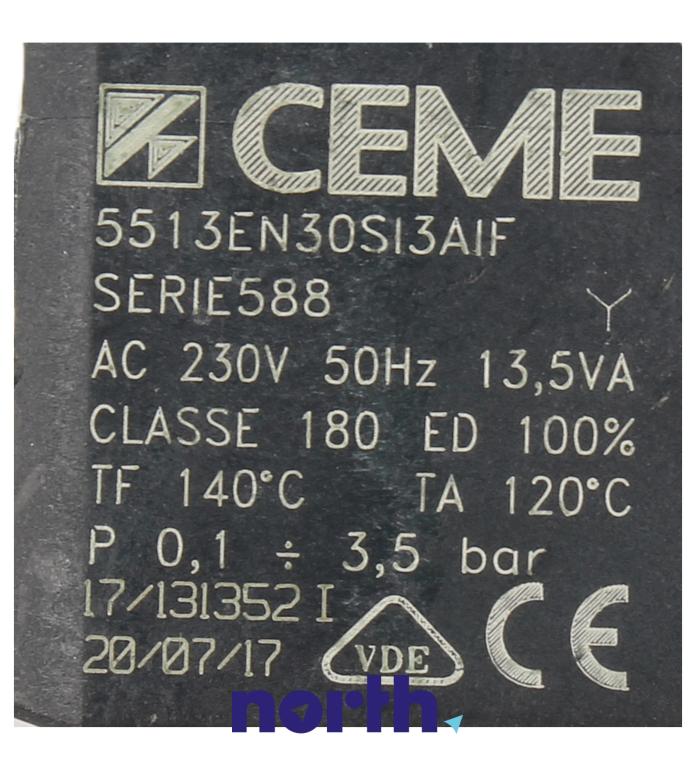 CEME
5513EN30SI3AIF
SERIE588
AC 230V 50Hz 13,5VA
CLASSE 180 ED 100%
TF 140°C TA 120°C
P 0,1 ÷ 3,5 bar
17/131352 I
20/07/17 VDE CE
north.